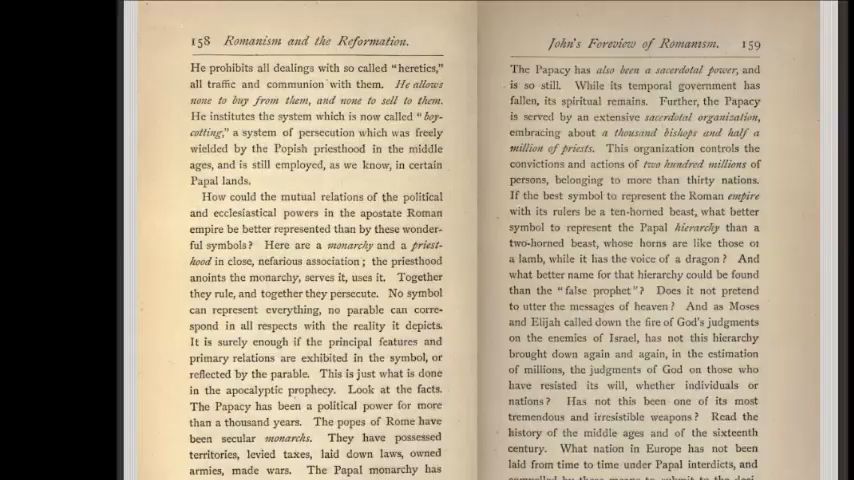 158 Romanism and the Reformation.
He prohibits all dealings with so called "heretics,"
all traffic and communion with them. He allows
none to buy from them, and none to sell to them.
He institutes the system which is now called "boy-
cotting," a system of persecution which was freely
wielded by the Popish priesthood in the middle
ages, and is still employed, as we know, in certain
Papal lands.
How could the mutual relations of the political
and ecclesiastical powers in the apostate Roman
empire be better represented than by these wonder-
ful symbols? Here are a monarchy and a priest-
hood in close, nefarious association; the priesthood
anoints the monarchy, serves it, uses it. Together
they rule, and together they persecute. No symbol
can represent everything, no parable can corre-
spond in all respects with the reality it depicts.
It is surely enough if the principal features and
primary relations are exhibited in the symbol, or
reflected by the parable. This is just what is done
in the apocalyptic prophecy. Look at the facts.
The Papacy has been a political power for more
than a thousand years. The popes of Rome have
been secular monarchs. They have possessed
territories, levied taxes, laid down laws, owned
armies, made wars. The Papal monarchy has
John's Foreview of Romanism. 159
The Papacy has also been a sacerdotal power, and
is so still. While its temporal government has
fallen, its spiritual remains. Further, the Papacy
is served by an extensive sacerdotal organization,
embracing about a thousand bishops and half a
million of priests. This organization controls the
convictions and actions of two hundred millions of
persons, belonging to more than thirty nations.
If the best symbol to represent the Roman empire
with its rulers be a ten-horned beast, what better
symbol to represent the Papal hierarchy than a
two-horned beast, whose horns are like those of
a lamb, while it has the voice of a dragon? And
what better name for that hierarchy could be found
than the "false prophet"? Does it not pretend
to utter the messages of heaven? And as Moses
and Elijah called down the fire of God's judgments
on the enemies of Israel, has not this hierarchy
brought down again and again, in the estimation
of millions, the judgments of God on those who
have resisted its will, whether individuals or
nations? Has not this been one of its most
tremendous and irresistible weapons? Read the
history of the middle ages and of the sixteenth
century. What nation in Europe has not been
laid from time to time under Papal interdicts, and
compelled by these means to submit to the